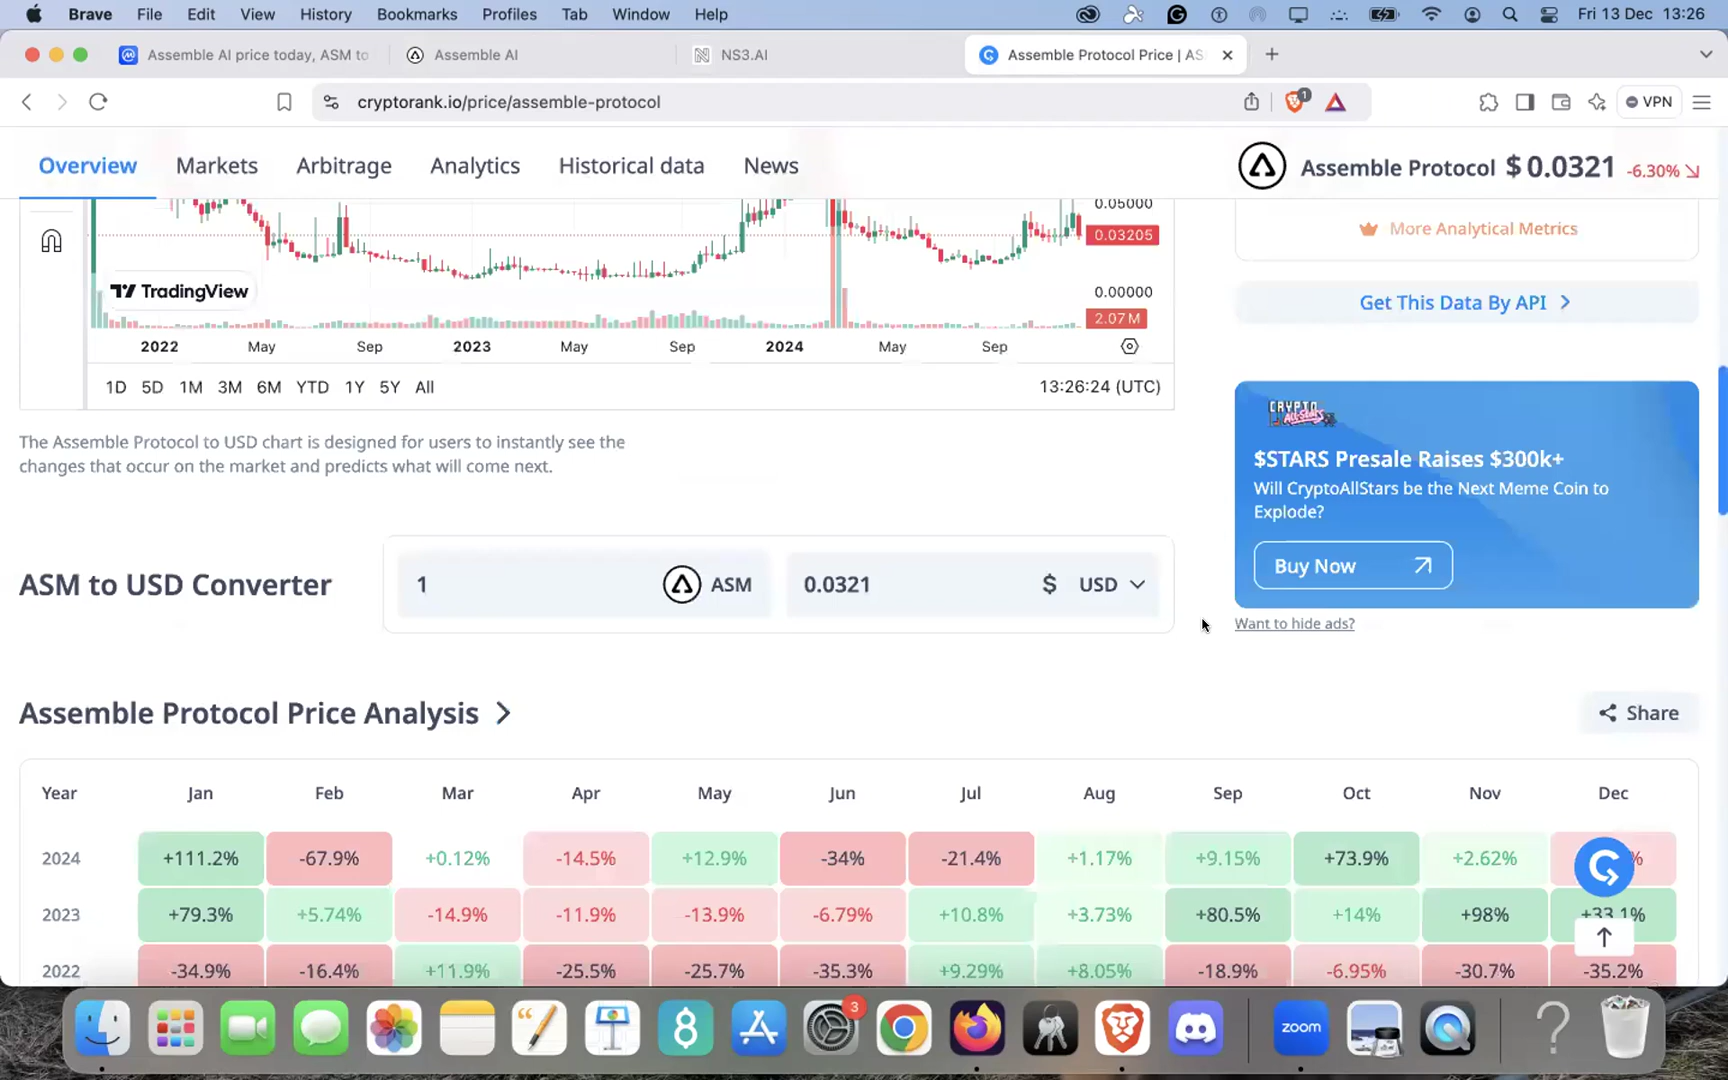 Brave File Edit View History Bookmarks Profiles Tab Window Help Fri 13 Dec 13:26
Assemble AI price today, ASM to Assemble AI NS3.AI Assemble Protocol Price | AS
cryptorank.io/price/assemble-protocol 1 VPN
Overview Markets Arbitrage Analytics Historical data News Assemble Protocol $ 0.0321 -6.30%
0.05000
0.03205
More Analytical Metrics
TradingView
0.00000
Get This Data By API
2.07 M
2022 May Sep 2023 May Sep 2024 May Sep
1D 5D 1M 3M 6M YTD 1Y 5Y All 13:26:24 (UTC)
CRYPTO
ALL-STARS
The Assemble Protocol to USD chart is designed for users to instantly see the
changes that occur on the market and predicts what will come next.
$STARS Presale Raises $300k+
Will CryptoAllStars be the Next Meme Coin to
Explode?
Buy Now
Want to hide ads?
ASM to USD Converter 1 ASM 0.0321 $ USD
Assemble Protocol Price Analysis Share
Year Jan Feb Mar Apr May Jun Jul Aug Sep Oct Nov Dec
2024 +111.2% -67.9% +0.12% -14.5% +12.9% -34% -21.4% +1.17% +9.15% +73.9% +2.62% %
2023 +79.3% +5.74% -14.9% -11.9% -13.9% -6.79% +10.8% +3.73% +80.5% +14% +98% +33.1%
2022 -34.9% -16.4% +11.9% -25.5% -25.7% -35.3% +9.29% +8.05% -18.9% -6.95% -30.7% -35.2%
3
zoom